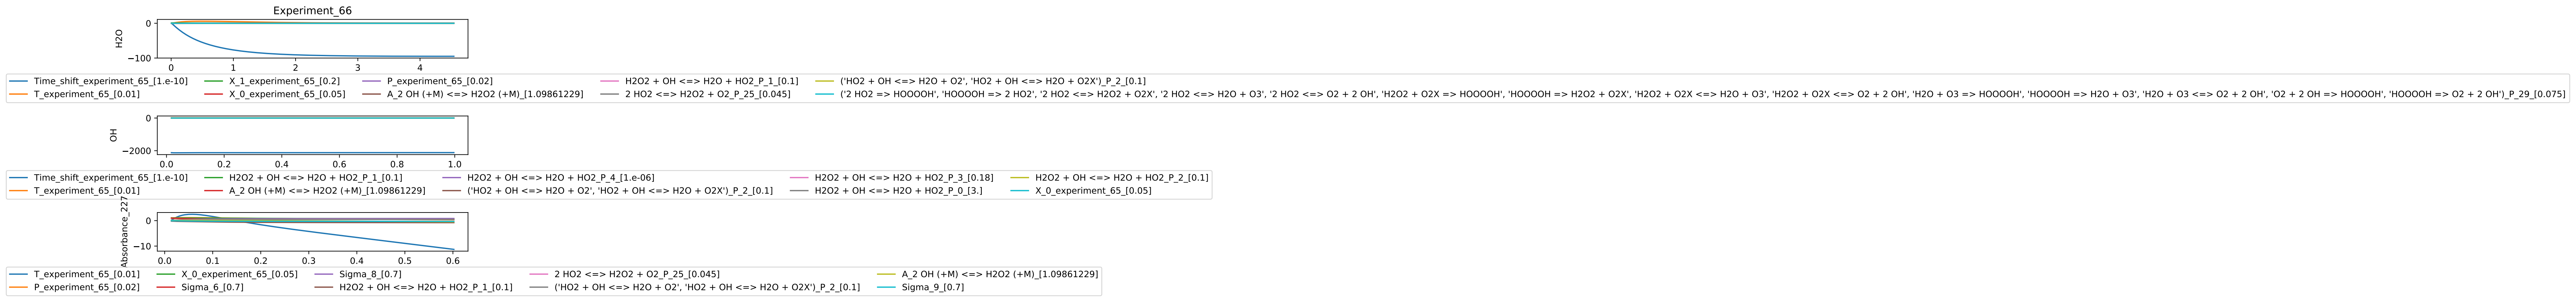 Experiment_66
H2O
0
−100
0 1 2 3 4
Time_shift_experiment_65_[1.e-10] X_1_experiment_65_[0.2] P_experiment_65_[0.02] H2O2 + OH <=> H2O + HO2_P_1_[0.1] ('HO2 + OH <=> H2O + O2', 'HO2 + OH <=> H2O + O2X')_P_2_[0.1]
T_experiment_65_[0.01] X_0_experiment_65_[0.05] A_2 OH (+M) <=> H2O2 (+M)_[1.09861229] 2 HO2 <=> H2O2 + O2_P_25_[0.045] ('2 HO2 => HOOOOH', 'HOOOOH => 2 HO2', '2 HO2 <=> H2O2 + O2X', '2 HO2 <=> H2O + O3', '2 HO2 <=> O2 + 2 OH', 'H2O2 + O2X => HOOOOH', 'HOOOOH => H2O2 + O2X', 'H2O2 + O2X <=> H2O + O3', 'H2O2 + O2X <=> O2 + 2 OH', 'H2O + O3 => HOOOOH', 'HOOOOH => H2O + O3', 'H2O + O3 <=> O2 + 2 OH', 'O2 + 2 OH => HOOOOH', 'HOOOOH => O2 + 2 OH')_P_29_[0.075]
OH
0
−2000
0.0 0.2 0.4 0.6 0.8 1.0
Time_shift_experiment_65_[1.e-10] H2O2 + OH <=> H2O + HO2_P_1_[0.1] H2O2 + OH <=> H2O + HO2_P_4_[1.e-06] H2O2 + OH <=> H2O + HO2_P_3_[0.18] H2O2 + OH <=> H2O + HO2_P_2_[0.1]
T_experiment_65_[0.01] A_2 OH (+M) <=> H2O2 (+M)_[1.09861229] ('HO2 + OH <=> H2O + O2', 'HO2 + OH <=> H2O + O2X')_P_2_[0.1] H2O2 + OH <=> H2O + HO2_P_0_[3.] X_0_experiment_65_[0.05]
Absorbance_227
0
−10
0.0 0.1 0.2 0.3 0.4 0.5 0.6
T_experiment_65_[0.01] X_0_experiment_65_[0.05] Sigma_8_[0.7] 2 HO2 <=> H2O2 + O2_P_25_[0.045] A_2 OH (+M) <=> H2O2 (+M)_[1.09861229]
P_experiment_65_[0.02] Sigma_6_[0.7] H2O2 + OH <=> H2O + HO2_P_1_[0.1] ('HO2 + OH <=> H2O + O2', 'HO2 + OH <=> H2O + O2X')_P_2_[0.1] Sigma_9_[0.7]